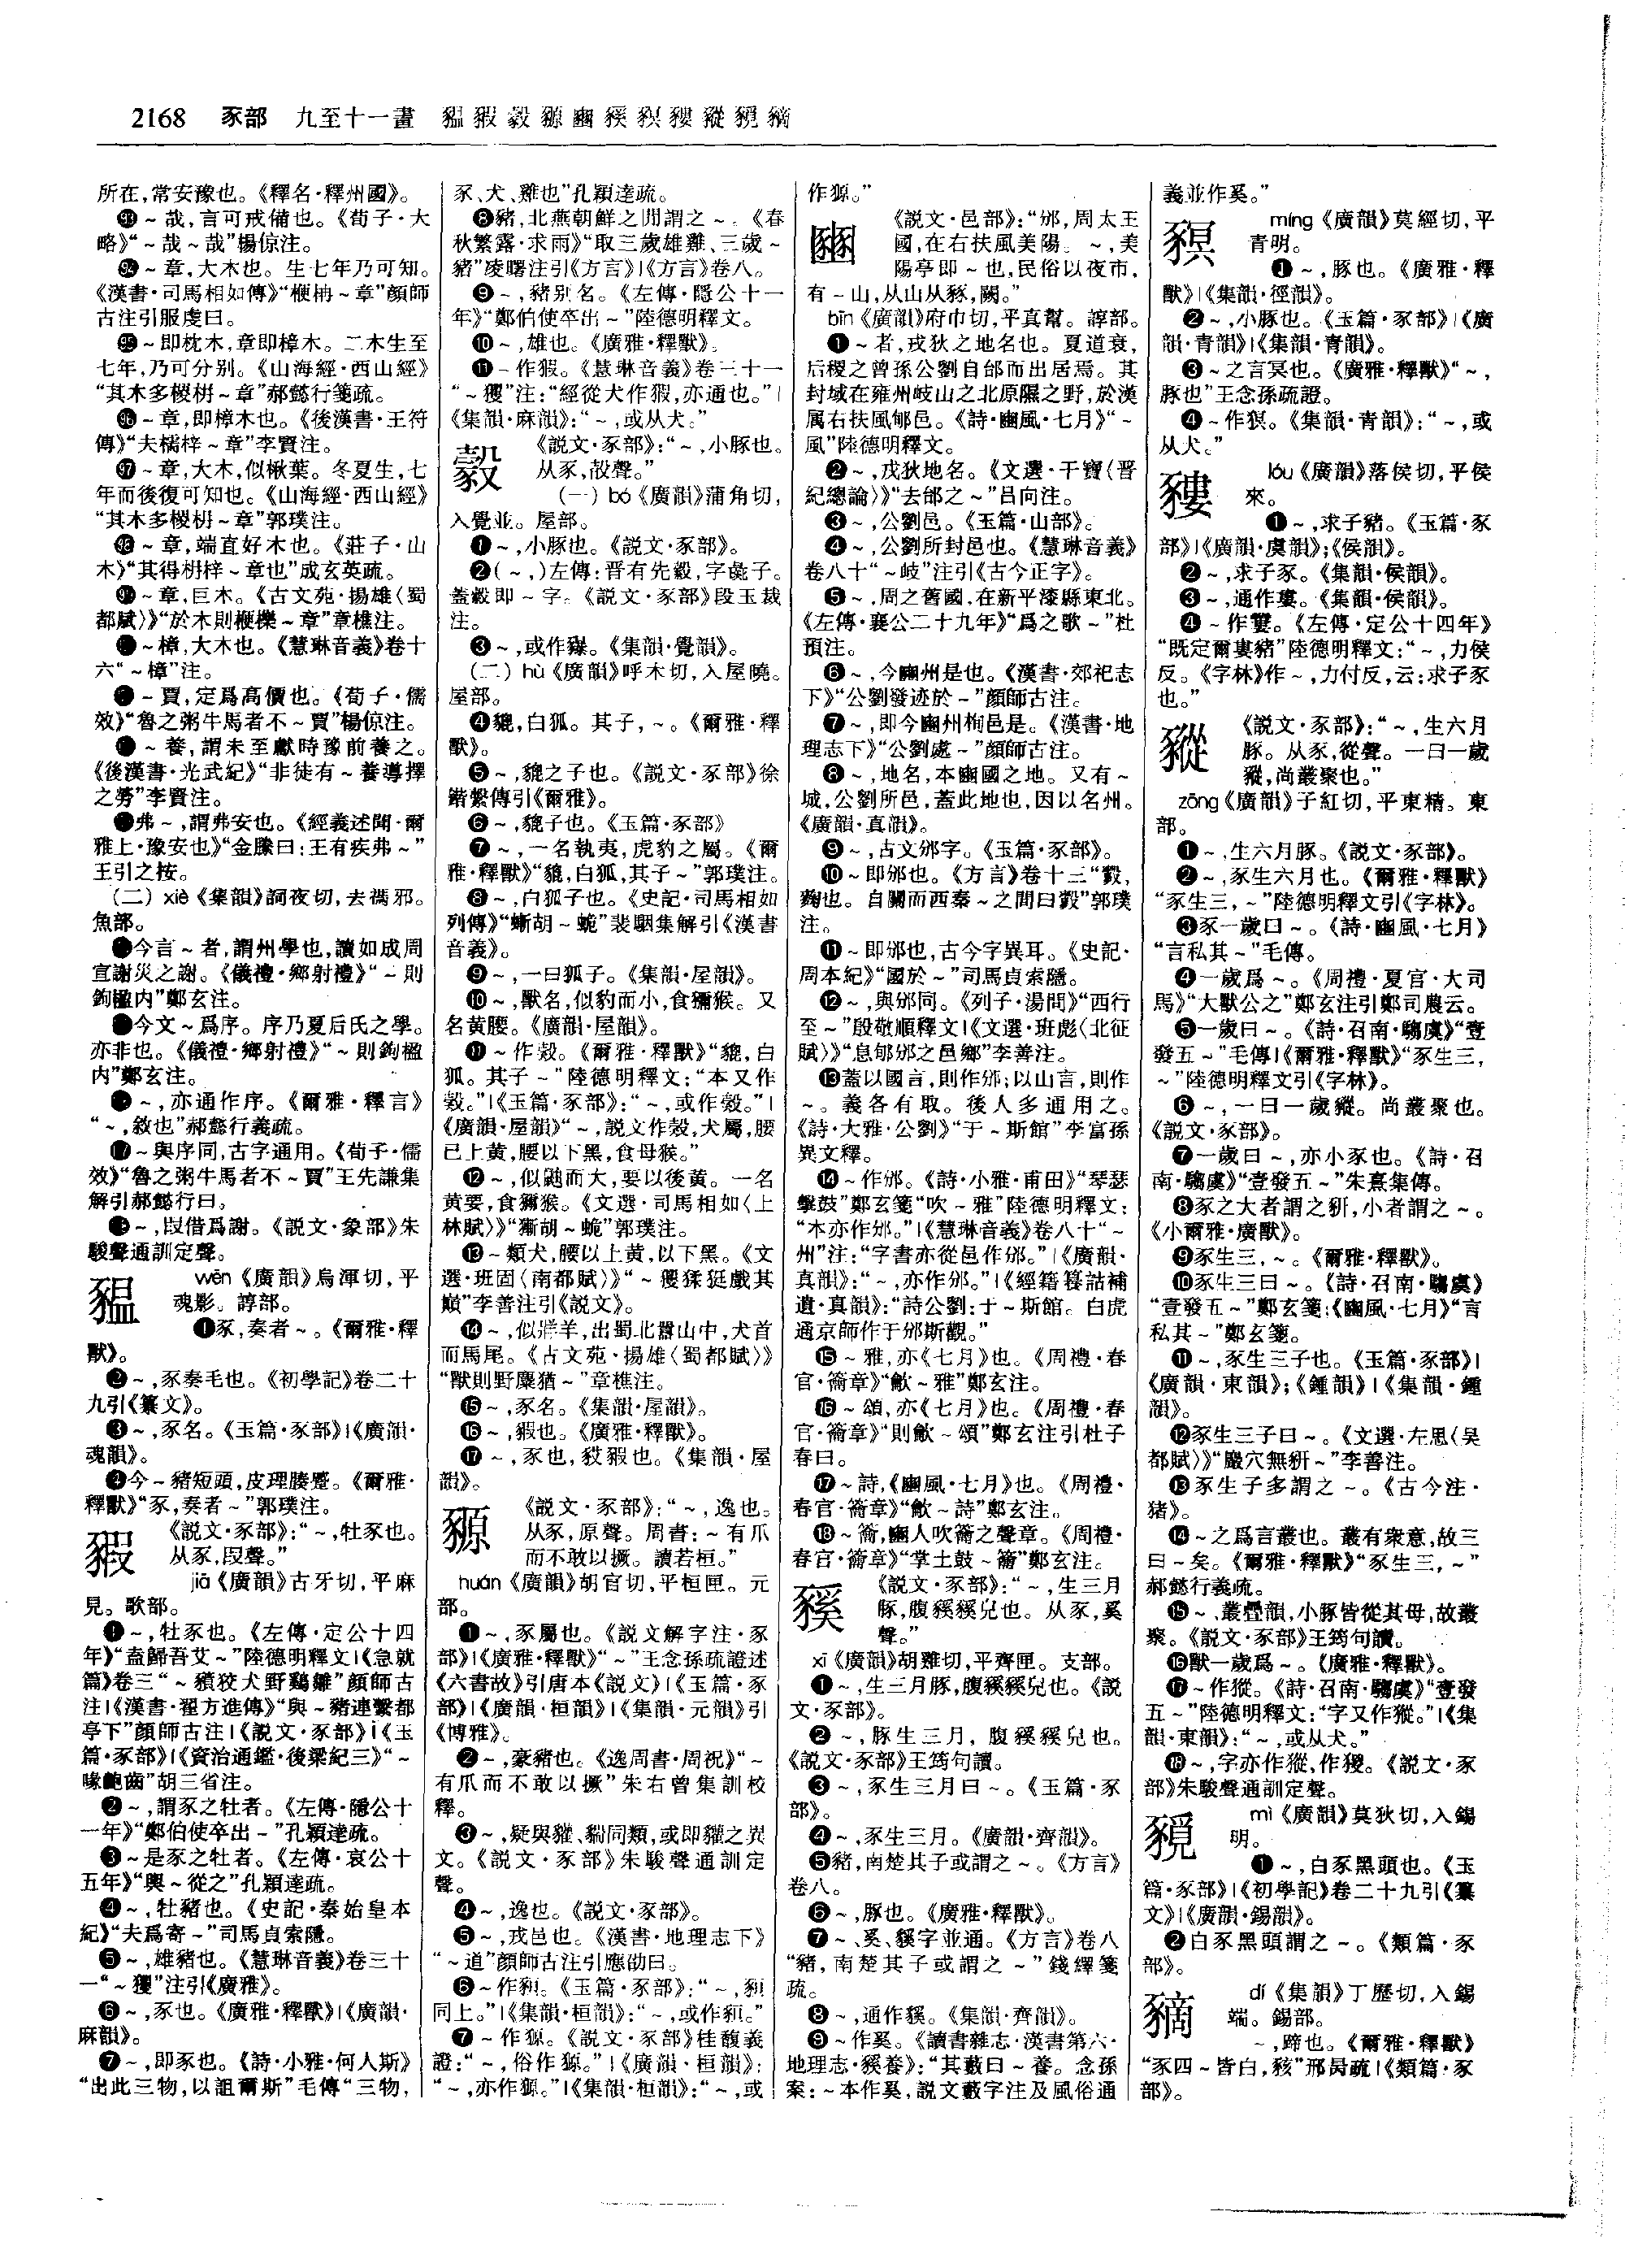 2168 豕部 九至十一畫 豱豭豰豲豳豯豱貗豵䝠䝡
所在,常安豫也。《釋名·釋州國》。
～哉,言可戒備也。《荀子·大
略》“～哉～哉”楊倞注。
～章,大木也。生七年乃可知。
《漢書·司馬相如傳》“楩枏～章”顔師
古注引服虔曰。
～即枕木,章即樟木。二木生至
七年,乃可分别。《山海經·西山經》
“其木多椶枏～章”郝懿行箋疏。
～章,即樟木也。《後漢書·王符
傳》“夫檽梓～章”李賢注。
～章,大木,似楸葉。冬夏生,七
年而後復可知也。《山海經·西山經》
“其木多椶枏～章”郭璞注。
～章,端直好木也。《莊子·山
木》“其得枏梓～章也”成玄英疏。
～章,巨木。《古文苑·揚雄〈蜀
都賦〉》“於木則楩櫟～章”章樵注。
～樟,大木也。《慧琳音義》卷十
六“～樟”注。
～賈,定爲高價也。《荀子·儒
效》“魯之粥牛馬者不～賈”楊倞注。
～養,謂未至獻時豫前養之。
《後漢書·光武紀》“非徒有～養導擇
之勞”李賢注。
弗～,謂弗安也。《經義述聞·爾
雅上·豫安也》“金縢曰:王有疾弗～”
王引之按。
(二) xiè《集韻》詞夜切,去禡邪。
魚部。
今言～者,謂州學也,讀如成周
宣謝災之謝。《儀禮·鄉射禮》“～則
鉤楹内”鄭玄注。
今文～爲序。序乃夏后氏之學。
亦非也。《儀禮·鄉射禮》“～則鉤楹
内”鄭玄注。
～,亦通作序。《爾雅·釋言》
“～,敘也”郝懿行義疏。
～與序同,古字通用。《荀子·儒
效》“魯之粥牛馬者不～賈”王先謙集
解引郝懿行曰。
～,叚借爲謝。《説文·象部》朱
駿聲通訓定聲。
豱 wēn《廣韻》烏渾切,平
魂影。諄部。
❶豕,奏者～。《爾雅·釋
獸》。
❷～,豕奏毛也。《初學記》卷二十
九引《纂文》。
❸～,豕名。《玉篇·豕部》|《廣韻·
魂韻》。
❹今～豬短頭,皮理腠蹙。《爾雅·
釋獸》“豕,奏者～”郭璞注。
豭 《説文·豕部》:“～,牡豕也。
从豕,叚聲。”
jiā《廣韻》古牙切,平麻
見。歌部。
❶～,牡豕也。《左傳·定公十四
年》“盍歸吾艾～”陸德明釋文|《急就
篇》卷三“～豶狡犬野鷄雛”顔師古
注|《漢書·翟方進傳》“與～豬連繫都
亭下”顔師古注|《説文·豕部》|《玉
篇·豕部》|《資治通鑑·後梁紀三》“～
喙齙齒”胡三省注。
❷～,謂豕之牡者。《左傳·隱公十
一年》“鄭伯使卒出～”孔穎達疏。
❸～是豕之牡者。《左傳·哀公十
五年》“輿～從之”孔穎達疏。
❹～,牡豬也。《史記·秦始皇本
紀》“夫爲寄～”司馬貞索隱。
❺～,雄豬也。《慧琳音義》卷三十
一“～玃”注引《廣雅》。
❻～,豕也。《廣雅·釋獸》|《廣韻·
麻韻》。
❼～,即豕也。《詩·小雅·何人斯》
“出此三物,以詛爾斯”毛傳“三物,
豕、犬、雞也”孔穎達疏。
❽豬,北燕朝鮮之間謂之～。《春
秋繁露·求雨》“取三歲雄雞、三歲～
豬”凌曙注引《方言》|《方言》卷八。
❾～,豬别名。《左傳·隱公十一
年》“鄭伯使卒出～”陸德明釋文。
❿～,雄也。《廣雅·釋獸》。
⓫～作猳。《慧琳音義》卷三十一
“～玃”注:“經從犬作猳,亦通也。”|
《集韻·麻韻》:“～,或从犬。”
豰 《説文·豕部》:“～,小豚也。
从豕,㱿聲。”
(一) bó《廣韻》蒲角切,
入覺並。屋部。
❶～,小豚也。《説文·豕部》。
❷(～,)左傳:晋有先縠,字彘子。
蓋縠即～字。《説文·豕部》段玉裁
注。
❸～,或作㹀。《集韻·覺韻》。
(二) hù《廣韻》呼木切,入屋曉。
屋部。
❹貔,白狐。其子,～。《爾雅·釋
獸》。
❺～,貔之子也。《説文·豕部》徐
鍇繫傳引《爾雅》。
❻～,貔子也。《玉篇·豕部》
❼～,一名執夷,虎豹之屬。《爾
雅·釋獸》“貔,白狐,其子～”郭璞注。
❽～,白狐子也。《史記·司馬相如
列傳》“螹胡～蛫”裴駰集解引《漢書
音義》。
❾～,一曰狐子。《集韻·屋韻》。
❿～,獸名,似豹而小,食獼猴。又
名黄腰。《廣韻·屋韻》。
⓫～作㺉。《爾雅·釋獸》“貔,白
狐。其子～”陸德明釋文:“本又作
㺉。”|《玉篇·豕部》:“～,或作㺉。”|
《廣韻·屋韻》“～,説文作㺉,犬屬,腰
已上黄,腰以下黑,食母猴。”
⓬～,似鼬而大,要以後黄。一名
黄要,食獼猴。《文選·司馬相如〈上
林賦〉》“獑胡～蛫”郭璞注。
⓭～類犬,腰以上黄,以下黑。《文
選·班固〈南都賦〉》“～玃猱狿戲其
巔”李善注引《説文》。
⓮～,似䍧羊,出蜀北嚻山中,犬首
而馬尾。《古文苑·揚雄〈蜀都賦〉》
“獸則野麋猶～”章樵注。
⓯～,豕名。《集韻·屋韻》。
⓰～,豭也。《廣雅·釋獸》。
⓱～,豕也,豛豭也。《集韻·屋
韻》。
豲 《説文·豕部》:“～,逸也。
从豕,原聲。周書:～有爪
而不敢以撅。讀若桓。”
huán《廣韻》胡官切,平桓匣。元
部。
❶～,豕屬也。《説文解字注·豕
部》|《廣雅·釋獸》“～”王念孫疏證述
《六書故》引唐本《説文》|《玉篇·豕
部》|《廣韻·桓韻》|《集韻·元韻》引
《博雅》。
❷～,豪豬也。《逸周書·周祝》“～
有爪而不敢以撅”朱右曾集訓校
釋。
❸～,疑與貛、貒同類,或即貛之異
文。《説文·豕部》朱駿聲通訓定
聲。
❹～,逸也。《説文·豕部》。
❺～,戎邑也。《漢書·地理志下》
“～道”顔師古注引應劭曰。
❻～作豣。《玉篇·豕部》:“～,
同上。”|《集韻·桓韻》:“～,或作。”
❼～作獂。《説文·豕部》桂馥義
證:“～,俗作獂。”|《廣韻·桓韻》:
“～,亦作獂。”|《集韻·桓韻》:“～,或
作獂。”
豳 《説文·邑部》:“邠,周太王
國,在右扶風美陽。～,美
陽亭即～也,民俗以夜市,
有～山,从山从豩,闕。”
bīn《廣韻》府巾切,平真幫。諄部。
❶～者,戎狄之地名也。夏道衰,
后稷之曾孫公劉自邰而出居焉。其
封域在雍州岐山之北原隰之野,於漢
屬右扶風郇邑。《詩·豳風·七月》“～
風”陸德明釋文。
❷～,戎狄地名。《文選·干寶〈晋
紀總論〉》“去邰之～”吕向注。
❸～,公劉邑。《玉篇·山部》。
❹～,公劉所封邑也。《慧琳音義》
卷八十“～岐”注引《古今正字》。
❺～,周之舊國,在新平漆縣東北。
《左傳·襄公二十九年》“爲之歌～”杜
預注。
❻～,今豳州是也。《漢書·郊祀志
下》“公劉發迹於～”顔師古注。
❼～,即今豳州栒邑是。《漢書·地
理志下》“公劉處～”顔師古注。
❽～,地名,本豳國之地。又有～
城,公劉所邑,蓋此地也,因以名州。
《廣韻·真韻》。
❾～,古文邠字。《玉篇·豕部》。
❿～即邠也。《方言》卷十三“䴷,
麴也。自關而西秦～之間曰䴷”郭璞
注。
⓫～即邠也,古今字異耳。《史記·
周本紀》“國於～”司馬貞索隱。
⓬～,與邠同。《列子·湯問》“西行
至～”殷敬順釋文|《文選·班彪〈北征
賦〉》“息郇邠之邑鄉”李善注。
⓭蓋以國言,則作邠;以山言,則作
～。義各有取。後人多通用之。
《詩·大雅·公劉》“于～斯館”李富孫
異文釋。
⓮～作邠。《詩·小雅·甫田》“琴瑟
擊鼓”鄭玄箋“吹～雅”陸德明釋文:
“本亦作邠。”|《慧琳音義》卷八十“～
州”注:“字書亦從邑作邠。”|《廣韻·
真韻》:“～,亦作邠。”|《經籍籑詁補
遺·真韻》:“詩公劉:于～斯館。白虎
通京師作于邠斯觀。”
⓯～雅,亦《七月》也。《周禮·春
官·籥章》“龡～雅”鄭玄注。
⓰～頌,亦《七月》也。《周禮·春
官·籥章》“則龡～頌”鄭玄注引杜子
春曰。
⓱～詩,《豳風·七月》也。《周禮·
春官·籥章》“龡～詩”鄭玄注。
⓲～籥,豳人吹籥之聲章。《周禮·
春官·籥章》“掌土鼓～籥”鄭玄注。
豯 《説文·豕部》:“～,生三月
豚,腹豯豯皃也。从豕,奚
聲。”
xī《廣韻》胡雞切,平齊匣。支部。
❶～,生三月豚,腹豯豯皃也。《説
文·豕部》。
❷～,豚生三月,腹豯豯皃也。
《説文·豕部》王筠句讀。
❸～,豕生三月曰～。《玉篇·豕
部》。
❹～,豕生三月。《廣韻·齊韻》。
❺豬,南楚其子或謂之～。《方言》
卷八。
❻～,豚也。《廣雅·釋獸》。
❼～、奚、貕字並通。《方言》卷八
“豬,南楚其子或謂之～”錢繹箋
疏。
❽～,通作貕。《集韻·齊韻》。
❾～作奚。《讀書雜志·漢書第六·
地理志·豯養》:“其藪曰～養。念孫
案:～本作奚,説文藪字注及風俗通
義並作奚。”
míng《廣韻》莫經切,平
青明。
❶～,豚也。《廣雅·釋
獸》|《集韻·徑韻》。
❷～,小豚也。《玉篇·豕部》|《廣
韻·青韻》|《集韻·青韻》。
❸～之言冥也。《廣雅·釋獸》“～,
豚也”王念孫疏證。
❹～作猽。《集韻·青韻》:“～,或
从犬。”
貗 lóu《廣韻》落侯切,平侯
來。
❶～,求子豬。《玉篇·豕
部》|《廣韻·虞韻》;《侯韻》。
❷～,求子豕。《集韻·侯韻》。
❸～,通作婁。《集韻·侯韻》。
❹～作婁。《左傳·定公十四年》
“既定爾婁豬”陸德明釋文:“～,力侯
反。《字林》作～,力付反,云:求子豕
也。”
豵 《説文·豕部》:“～,生六月
豚。从豕,從聲。一曰一歲
豵,尚叢聚也。”
zōng《廣韻》子紅切,平東精。東
部。
❶～,生六月豚。《説文·豕部》。
❷～,豕生六月也。《爾雅·釋獸》
“豕生三,～”陸德明釋文引《字林》。
❸豕一歲曰～。《詩·豳風·七月》
“言私其～”毛傳。
❹一歲爲～。《周禮·夏官·大司
馬》“大獸公之”鄭玄注引鄭司農云。
❺一歲曰～。《詩·召南·騶虞》“壹
發五～”毛傳|《爾雅·釋獸》“豕生三,
～”陸德明釋文引《字林》。
❻～,一曰一歲豵。尚叢聚也。
《説文·豕部》。
❼一歲曰～,亦小豕也。《詩·召
南·騶虞》“壹發五～”朱熹集傳。
❽豕之大者謂之豜,小者謂之～。
《小爾雅·廣獸》。
❾豕生三,～。《爾雅·釋獸》。
❿豕生三曰～。《詩·召南·騶虞》
“壹發五～”鄭玄箋;《豳風·七月》“言
私其～”鄭玄箋。
⓫～,豕生三子也。《玉篇·豕部》|
《廣韻·東韻》;《鍾韻》|《集韻·鍾
韻》。
⓬豕生三子曰～。《文選·左思〈吴
都賦〉》“巖穴無豜～”李善注。
⓭豕生子多謂之～。《古今注·
猪》。
⓮～之爲言叢也。叢有衆意,故三
曰～矣。《爾雅·釋獸》“豕生三,～”
郝懿行義疏。
⓯～、叢疊韻,小豚皆從其母,故叢
聚。《説文·豕部》王筠句讀。
⓰獸一歲爲～。《廣雅·釋獸》。
⓱～作猣。《詩·召南·騶虞》“壹發
五～”陸德明釋文:“字又作猣。”|《集
韻·東韻》:“～,或从犬。”
⓲～,字亦作猣,作㹅。《説文·豕
部》朱駿聲通訓定聲。
mì《廣韻》莫狄切,入錫
明。
❶～,白豕黑頭也。《玉
篇·豕部》|《初學記》卷二十九引《纂
文》|《廣韻·錫韻》。
❷白豕黑頭謂之～。《類篇·豕
部》。
dí《集韻》丁歷切,入錫
端。錫部。
～,蹄也。《爾雅·釋獸》
“豕四～皆白,豥”邢昺疏|《類篇·豕
部》。